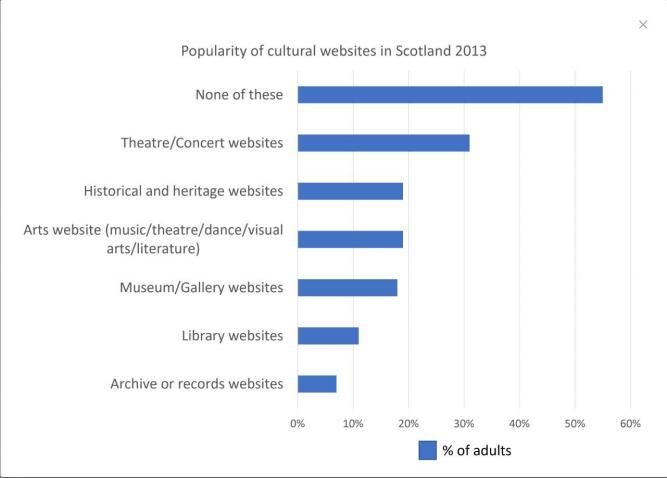 ×
Popularity of cultural websites in Scotland 2013
None of these
Theatre/Concert websites
Historical and heritage websites
Arts website (music/theatre/dance/visual
arts/literature)
Museum/Gallery websites
Library websites
Archive or records websites
0% 10% 20% 30% 40% 50% 60%
% of adults